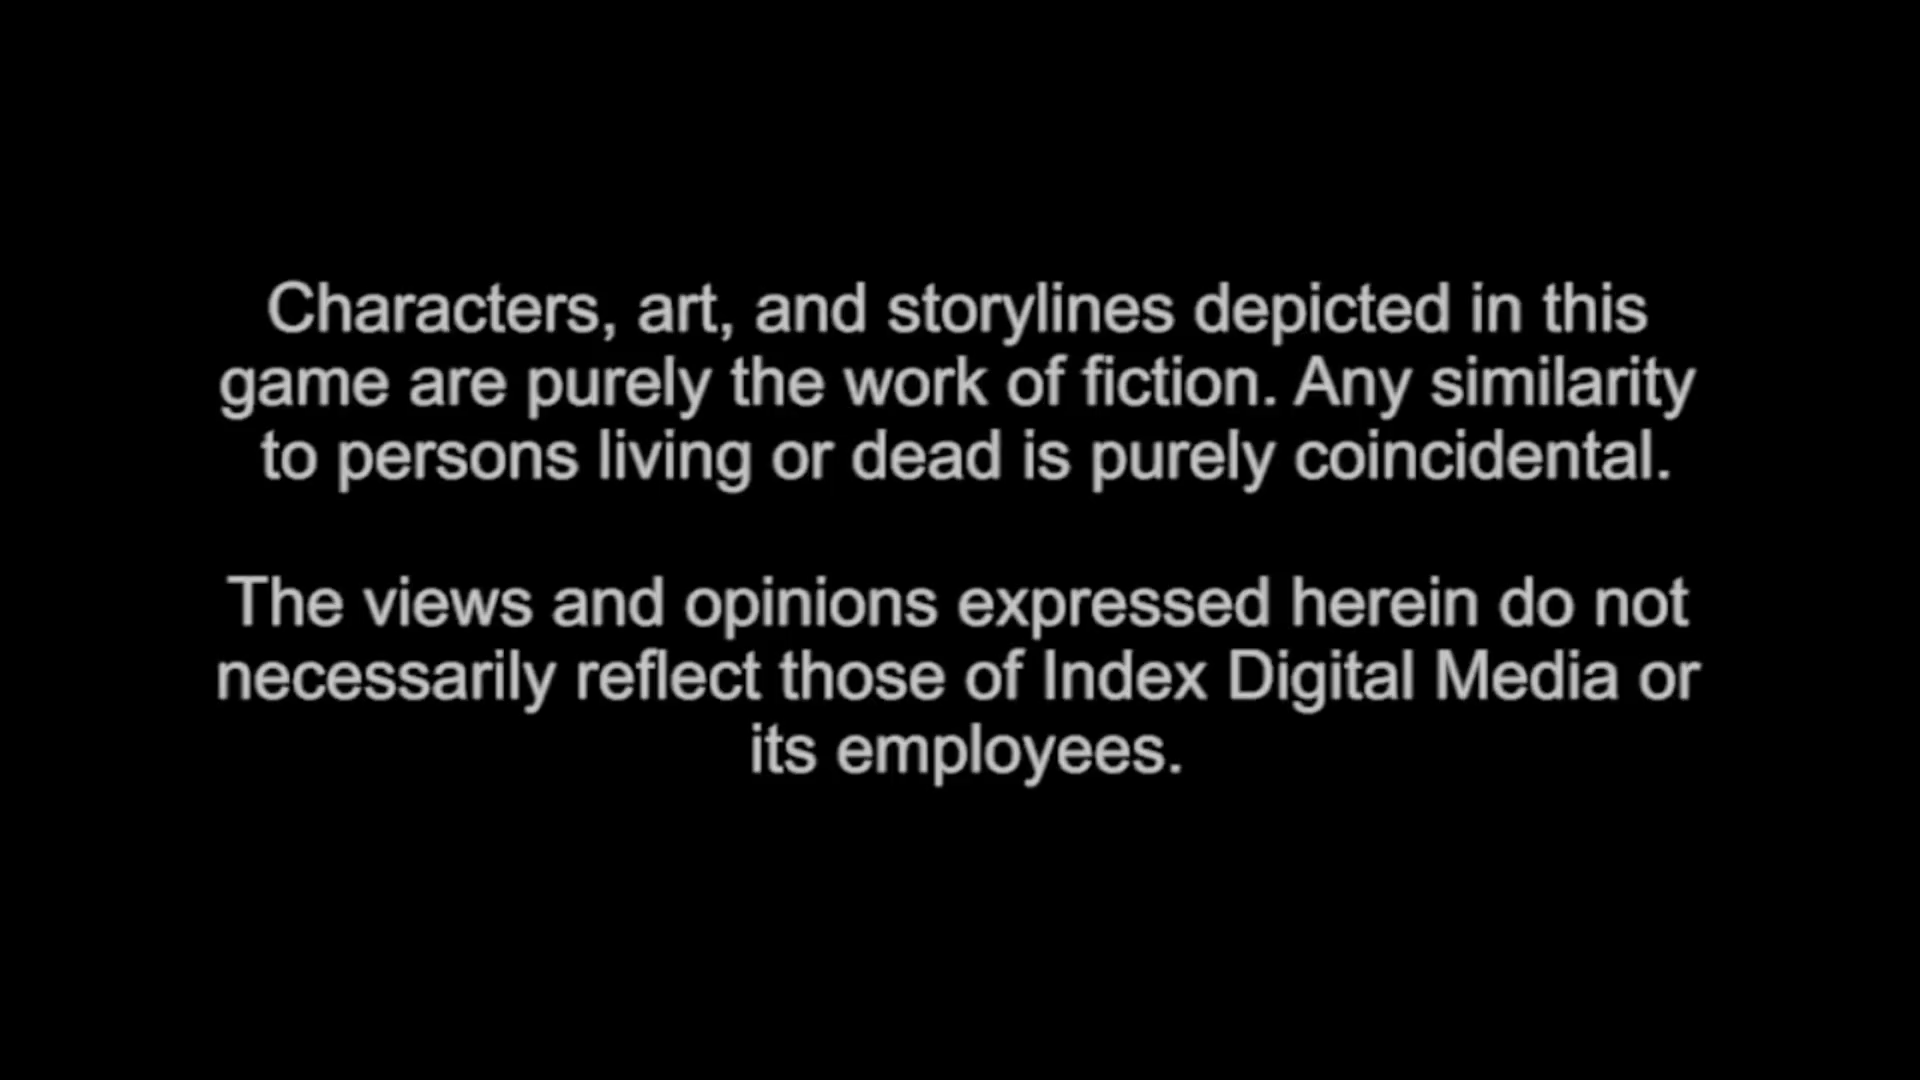 Characters, art, and storylines depicted in this
game are purely the work of fiction. Any similarity
to persons living or dead is purely coincidental.
The views and opinions expressed herein do not
necessarily reflect those of Index Digital Media or
its employees.